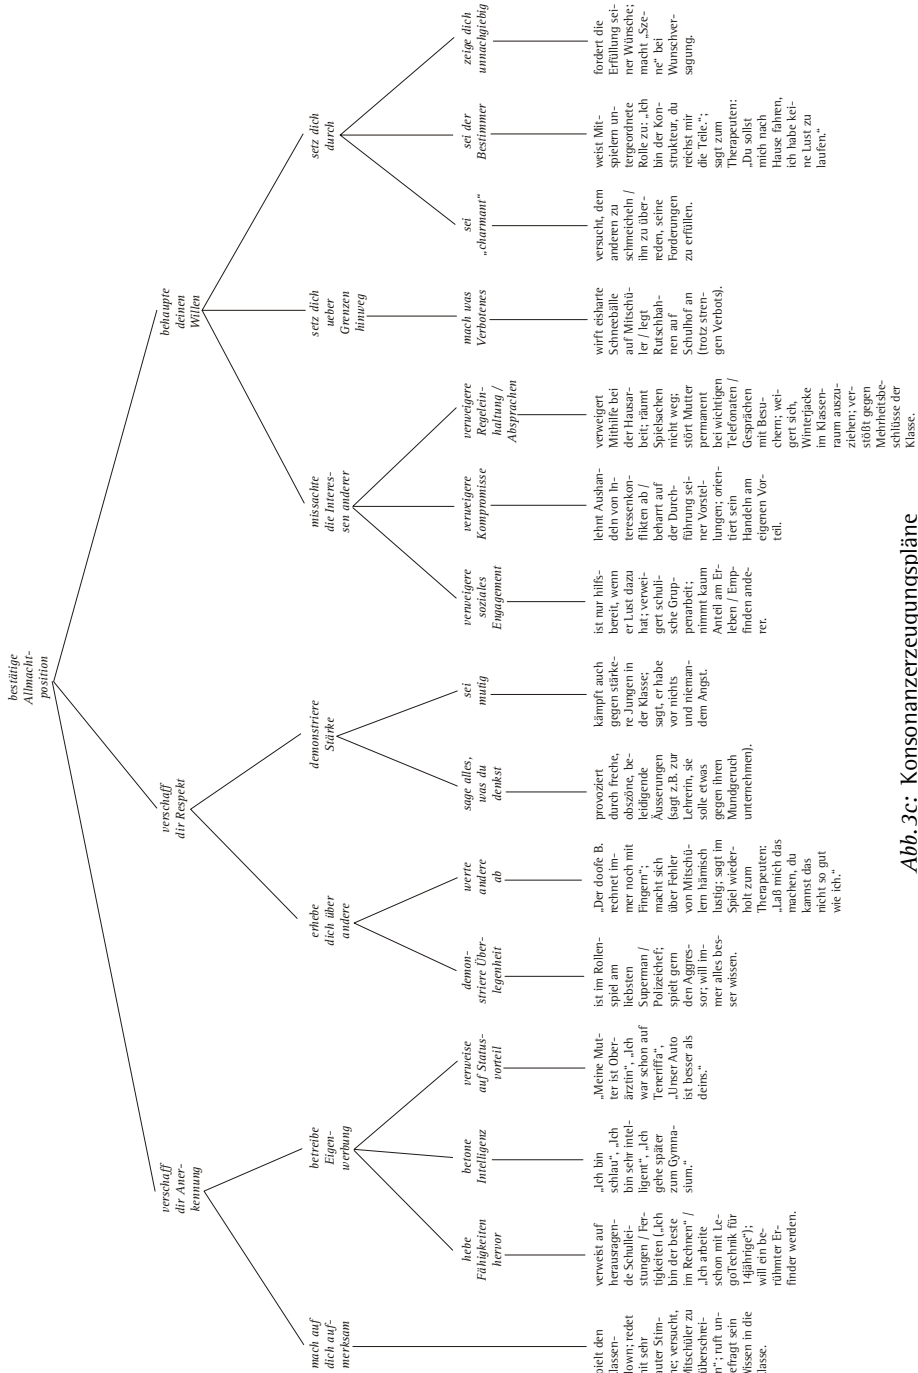 bestätige
Allmacht-
position
verschaff
dir Aner-
kennung
verschaff
dir Respekt
behaupte
deinen
Willen
mach auf
dich auf-
merksam
betreibe
Eigen-
werbung
erhebe
dich über
andere
demonstriere
Stärke
missachte
die Interes-
sen anderer
setz dich
ueber
Grenzen
hinweg
setz dich
durch
hebe
Fähigkeiten
hervor
betone
Intelligenz
verweise
auf Status-
vorteil
demon-
striere Über-
legenheit
werte
andere
ab
sage alles,
was du
denkst
sei
mutig
verweigere
soziales
Engagement
verweigere
Kompromisse
verweigere
Regelein-
haltung /
Absprachen
mach was
Verbotenes
sei
„charmant“
sei der
Bestimmer
zeige dich
unnachgiebig
pielt den
lassen-
lown; redet
nit sehr
auter Stim-
ne; versucht,
Mitschüler zu
überschrei-
n“; ruft un-
efragt sein
Wissen in die
lasse.
verweist auf
herausragen-
de Schullei-
stungen / Fer-
tigkeiten („Ich
bin der beste
im Rechnen“ /
„Ich arbeite
schon mit Le-
goTechnik für
14jährige“);
will ein be-
rühmter Er-
finder werden.
„Ich bin
schlau“, „Ich
bin sehr intel-
ligent“, „Ich
gehe später
zum Gymna-
sium.“
„Meine Mut-
ter ist Ober-
ärztin“, „Ich
war schon auf
Teneriffa“,
„Unser Auto
ist besser als
deins.“
ist im Rollen-
spiel am
liebsten
Superman /
Polizeichef;
spielt gern
den Aggres-
sor; will im-
mer alles bes-
ser wissen.
„Der doofe B.
rechnet im-
mer noch mit
Fingern“;
macht sich
über Fehler
von Mitschü-
lern hämisch
lustig; sagt im
Spiel wieder-
holt zum
Therapeuten:
„Laß mich das
machen, du
kannst das
nicht so gut
wie ich.“
provoziert
durch freche,
obszöne, be-
leidigende
Äusserungen
(sagt z.B. zur
Lehrerin, sie
solle etwas
gegen ihren
Mundgeruch
unternehmen).
kämpft auch
gegen stärke-
re Jungen in
der Klasse;
sagt, er habe
vor nichts
und nieman-
dem Angst.
ist nur hilfs-
bereit, wenn
er Lust dazu
hat; verwei-
gert schuli-
sche Grup-
penarbeit;
nimmt kaum
Anteil am Er-
leben / Emp-
finden ande-
rer.
lehnt Aushan-
deln von In-
teressenkon-
flikten ab /
beharrt auf
der Durch-
führung sei-
ner Vorstel-
lungen; orien-
tiert sein
Handeln am
eigenen Vor-
teil.
verweigert
Mithilfe bei
der Hausar-
beit; räumt
Spielsachen
nicht weg;
stört Mutter
permanent
bei wichtigen
Telefonaten /
Gesprächen
mit Besu-
chern; wei-
gert sich,
Winterjacke
im Klassen-
raum auszu-
ziehen; ver-
stößt gegen
Mehrheitsbe-
schlüsse der
Klasse.
wirft eisharte
Schneebälle
auf Mitschü-
ler / legt
Rutschbah-
nen auf
Schulhof an
(trotz stren-
gen Verbots).
versucht, dem
anderen zu
schmeicheln /
ihn zu über-
reden, seine
Forderungen
zu erfüllen.
weist Mit-
spielern un-
tergeordnete
Rolle zu: „Ich
bin der Kon-
strukteur, du
reichst mir
die Teile.“;
sagt zum
Therapeuten:
„Du sollst
mich nach
Hause fahren,
ich habe kei-
ne Lust zu
laufen.“
fordert die
Erfüllung sei-
ner Wünsche;
macht „Sze-
ne“ bei
Wunschver-
sagung.
Abb. 3c: Konsonanzerzeugungspläne